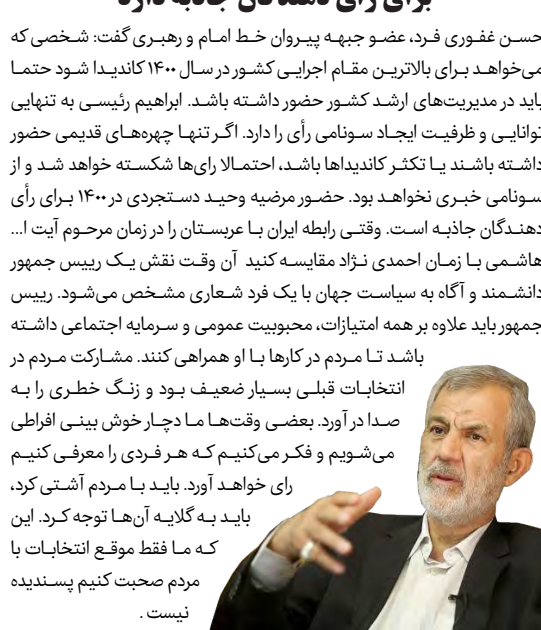 برای رای دهندگان جاذبه دارد
حسن غفوری فرد، عضو جبهه پیروان خط امام و رهبری گفت: شخصی که
می‌خواهد برای بالاترین مقام اجرایی کشور در سال ۱۴۰۰ کاندیدا شود حتما
باید در مدیریت‌های ارشد کشور حضور داشته باشد. ابراهیم رئیسی به تنهایی
توانایی و ظرفیت ایجاد سونامی رأی را دارد. اگر تنها چهره‌های قدیمی حضور
داشته باشند یا تکثر کاندیداها باشد، احتمالا رای‌ها شکسته خواهد شد و از
سونامی خبری نخواهد بود. حضور مرضیه وحید دستجردی در ۱۴۰۰ برای رأی
دهندگان جاذبه است. وقتی رابطه ایران با عربستان را در زمان مرحوم آیت ا...
هاشمی با زمان احمدی نژاد مقایسه کنید آن وقت نقش یک رییس جمهور
دانشمند و آگاه به سیاست جهان با یک فرد شعاری مشخص می‌شود. رییس
جمهور باید علاوه بر همه امتیازات، محبوبیت عمومی و سرمایه اجتماعی داشته
باشد تا مردم در کارها با او همراهی کنند. مشارکت مردم در
انتخابات قبلی بسیار ضعیف بود و زنگ خطری را به
صدا در آورد. بعضی وقت‌ها ما دچار خوش بینی افراطی
می‌شویم و فکر می‌کنیم که هر فردی را معرفی کنیم
رای خواهد آورد. باید با مردم آشتی کرد،
باید به گلایه آن‌ها توجه کرد. این
که ما فقط موقع انتخابات با
مردم صحبت کنیم پسندیده
نیست .